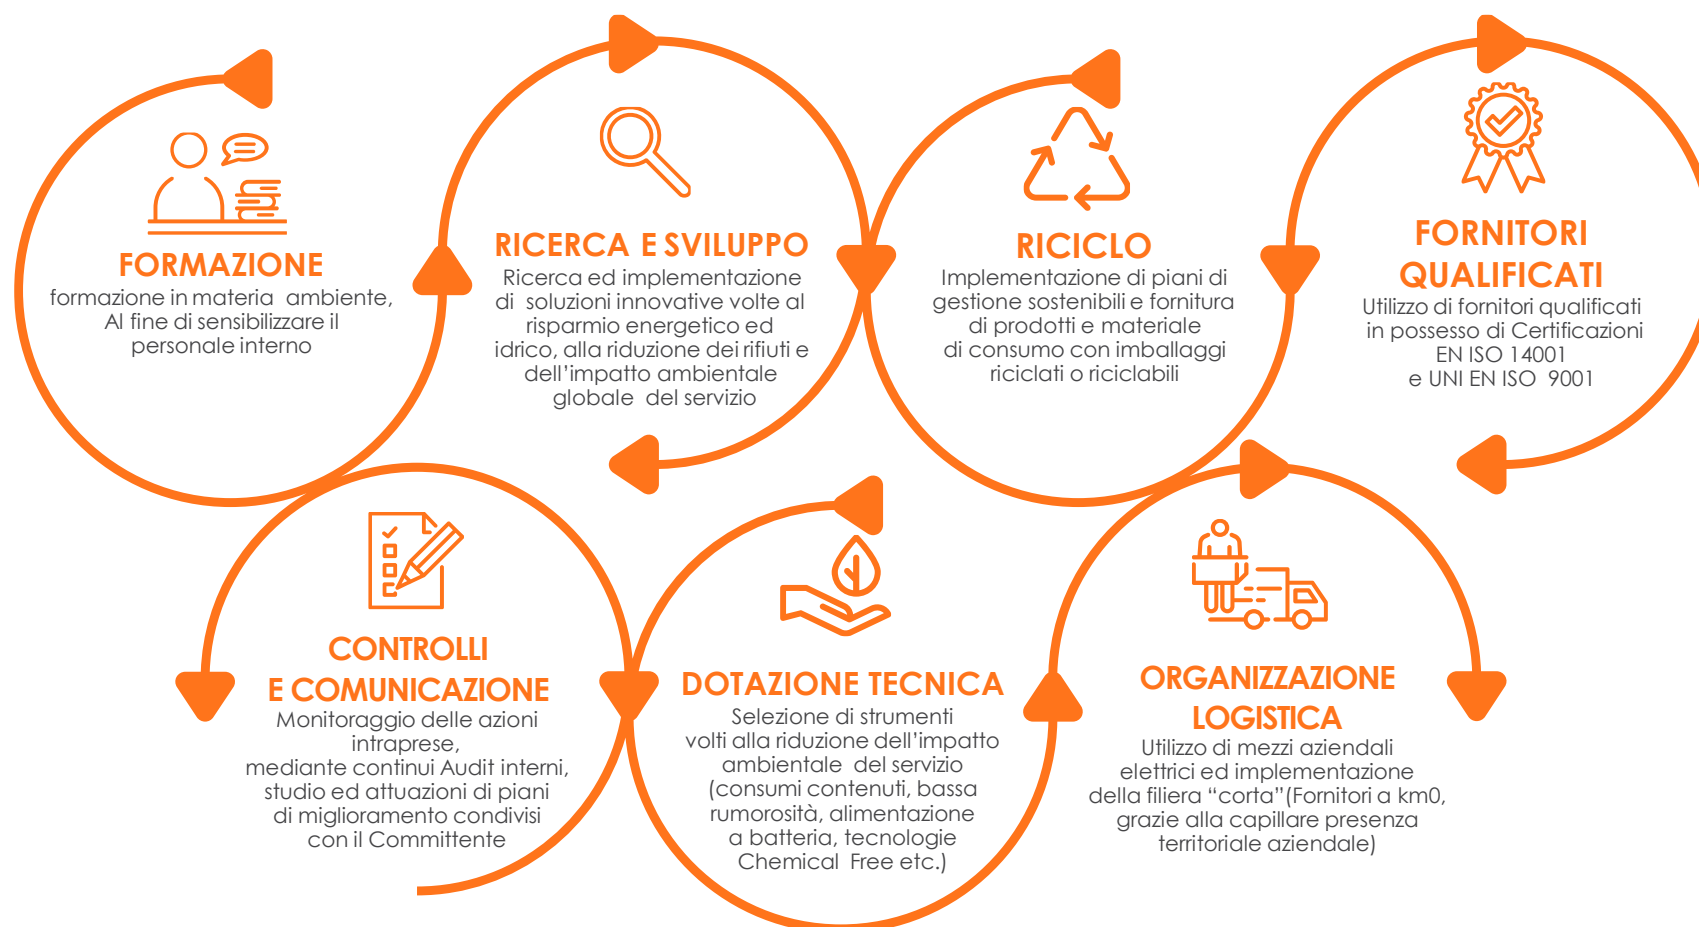 FORMAZIONE
formazione in materia ambiente,
Al fine di sensibilizzare il
personale interno
RICERCA E SVILUPPO
Ricerca ed implementazione
di soluzioni innovative volte al
risparmio energetico ed
idrico, alla riduzione dei rifiuti e
dell'impatto ambientale
globale del servizio
RICICLO
Implementazione di piani di
gestione sostenibili e fornitura
di prodotti e materiale
di consumo con imballaggi
riciclati o riciclabili
FORNITORI
QUALIFICATI
Utilizzo di fornitori qualificati
in possesso di Certificazioni
EN ISO 14001
e UNI EN ISO 9001
CONTROLLI
E COMUNICAZIONE
Monitoraggio delle azioni
intraprese,
mediante continui Audit interni,
studio ed attuazioni di piani
di miglioramento condivisi
con il Committente
DOTAZIONE TECNICA
Selezione di strumenti
volti alla riduzione dell'impatto
ambientale del servizio
(consumi contenuti, bassa
rumorosità, alimentazione
a batteria, tecnologie
Chemical Free etc.)
ORGANIZZAZIONE
LOGISTICA
Utilizzo di mezzi aziendali
elettrici ed implementazione
della filiera “corta”(Fornitori a km0,
grazie alla capillare presenza
territoriale aziendale)